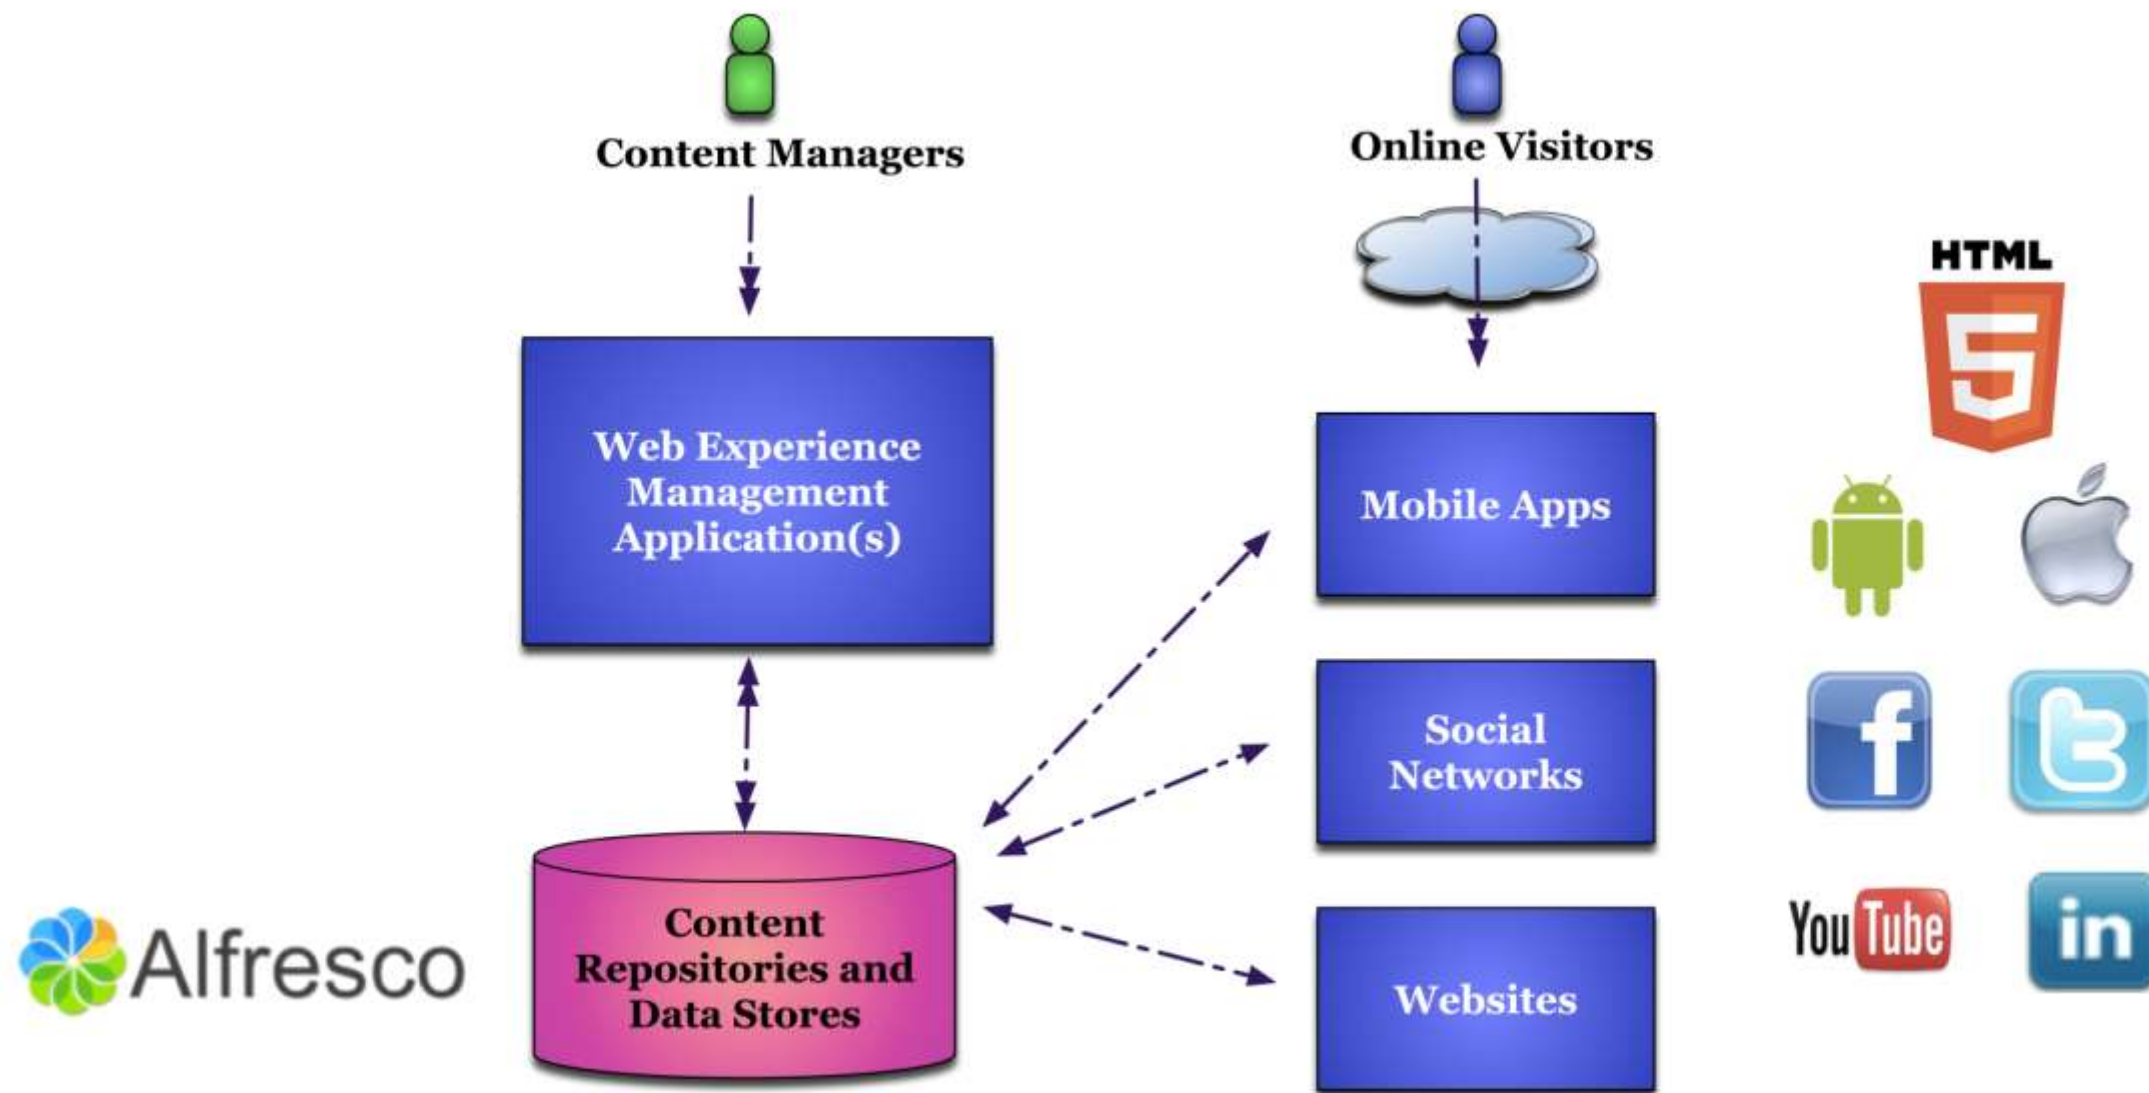 Content Managers
Online Visitors
HTML
5
Web Experience
Management
Application(s)
Mobile Apps
Social
Networks
f
t
Content
Repositories and
Data Stores
Alfresco
Websites
You Tube
in